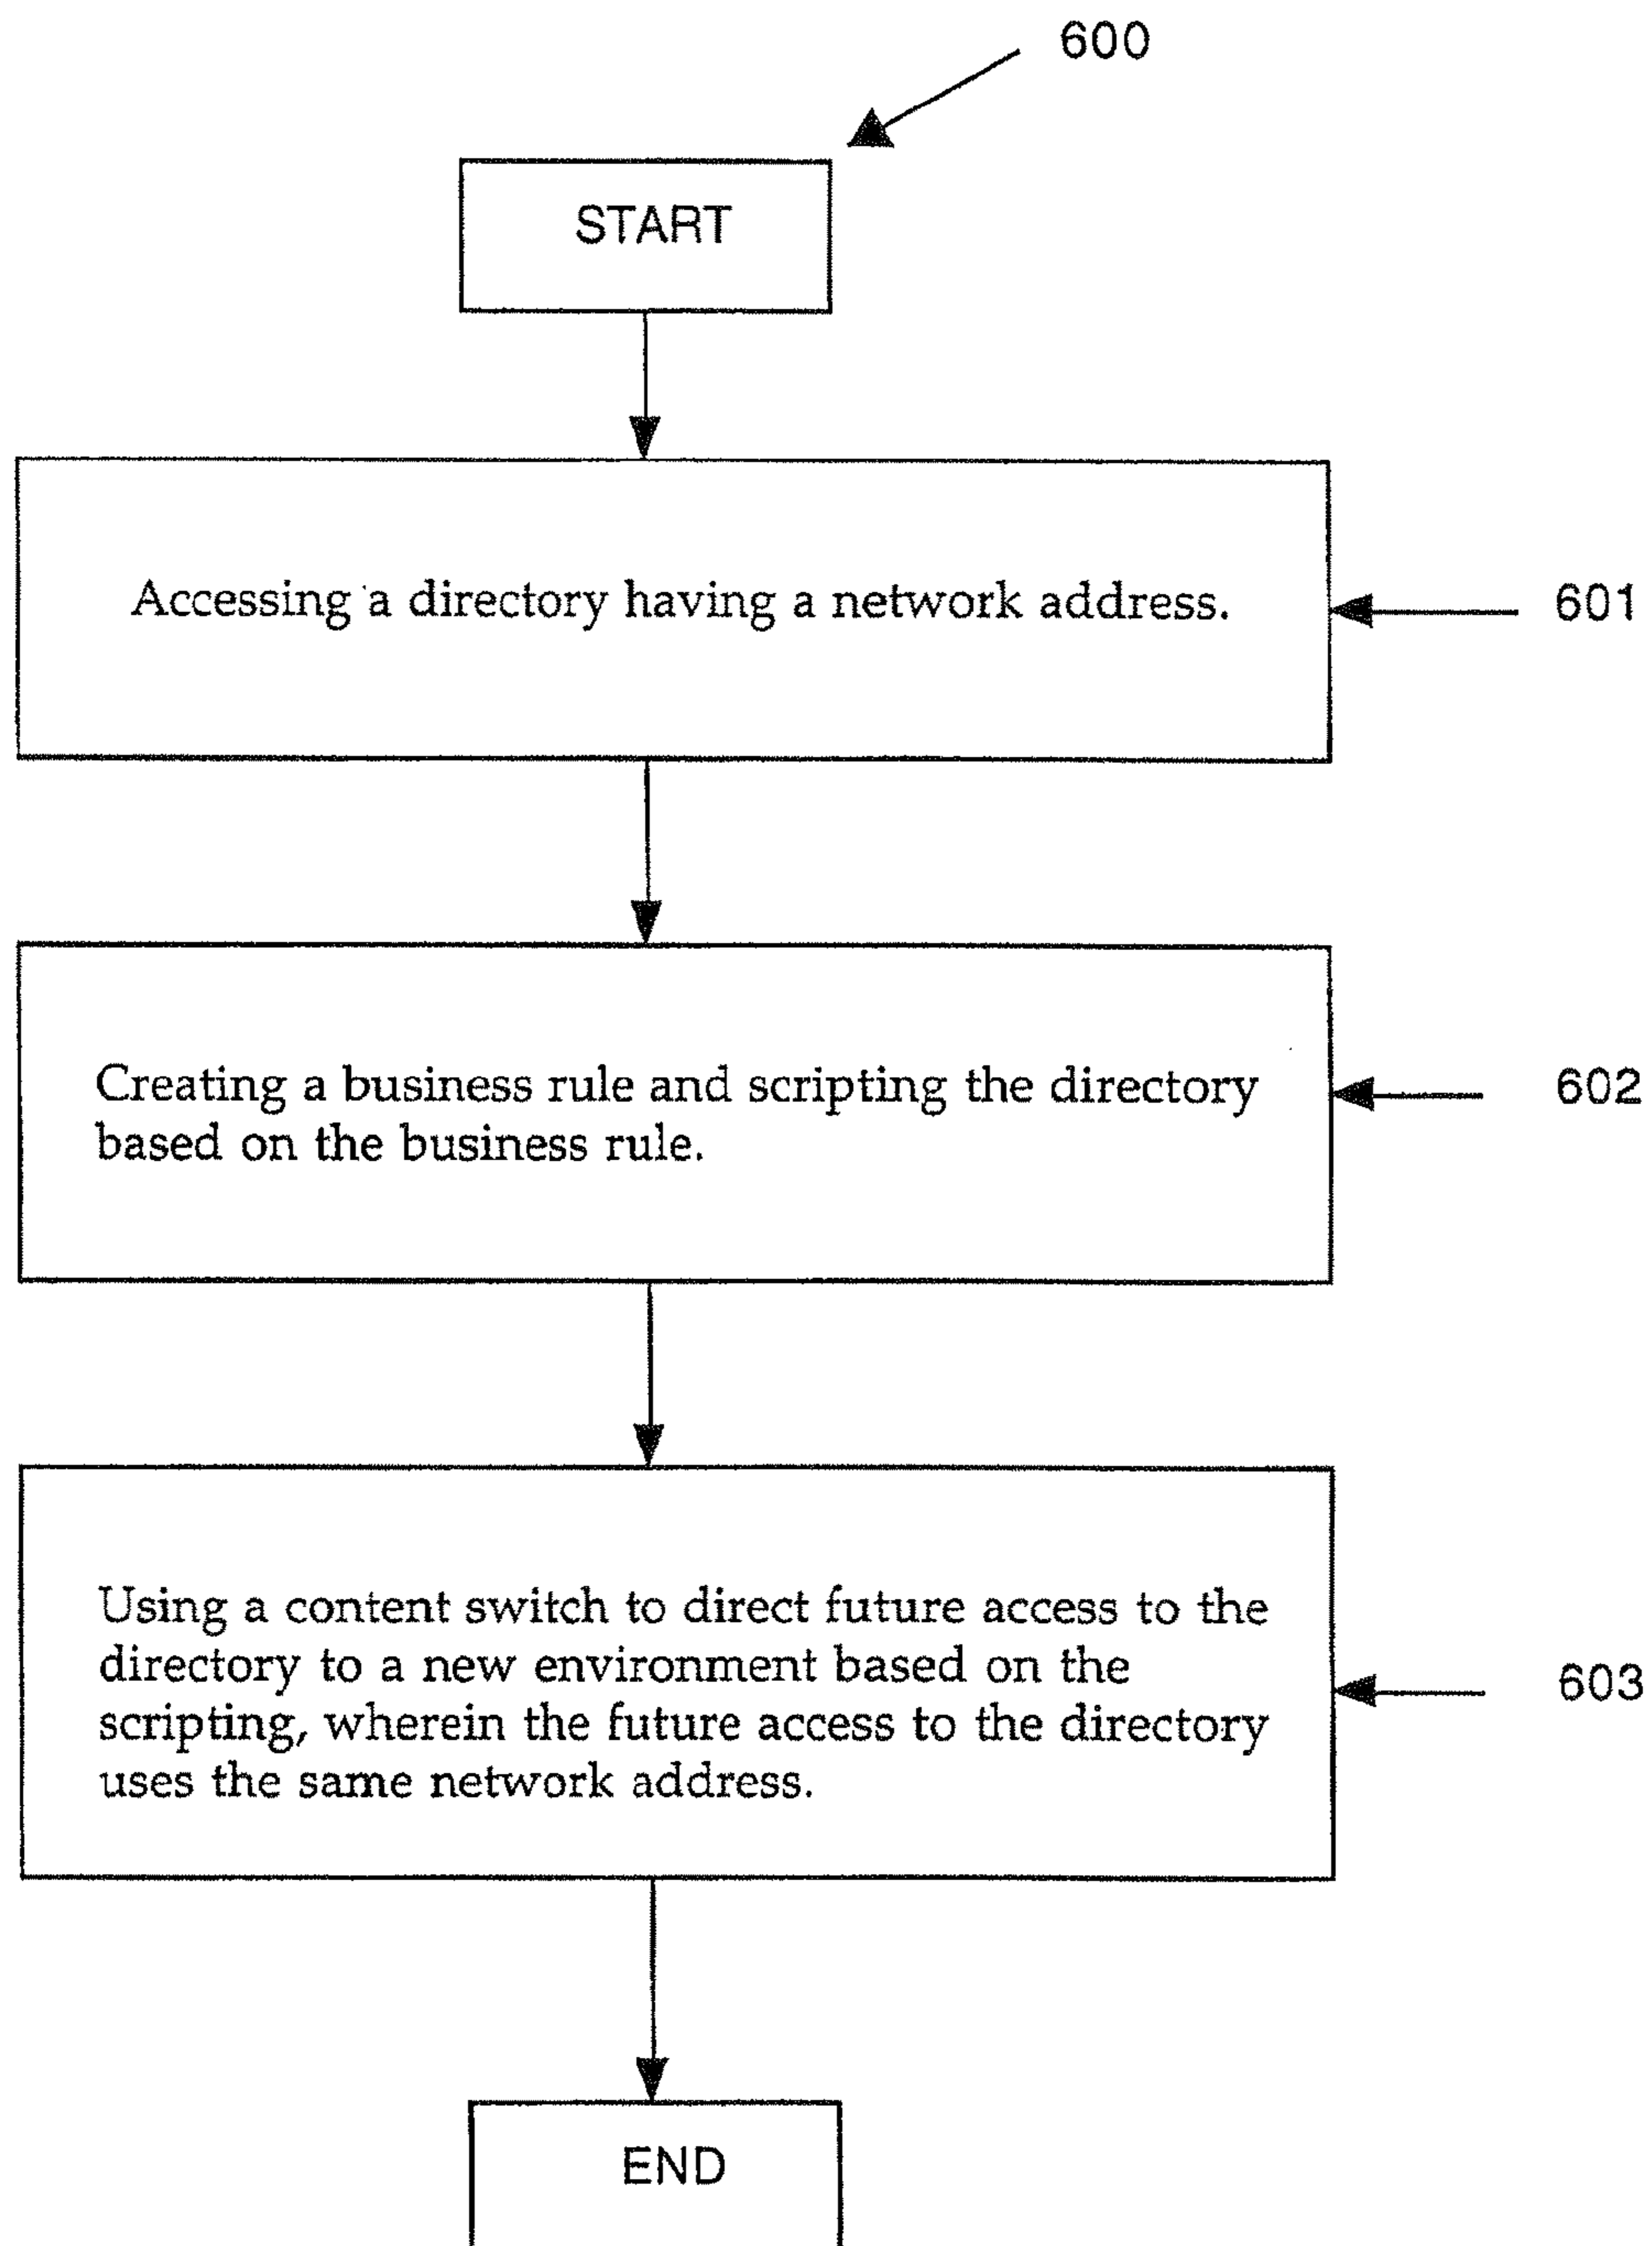 600
START
Accessing a directory having a network address.
601
Creating a business rule and scripting the directory
based on the business rule.
602
Using a content switch to direct future access to the
directory to a new environment based on the
scripting, wherein the future access to the directory
uses the same network address.
603
END